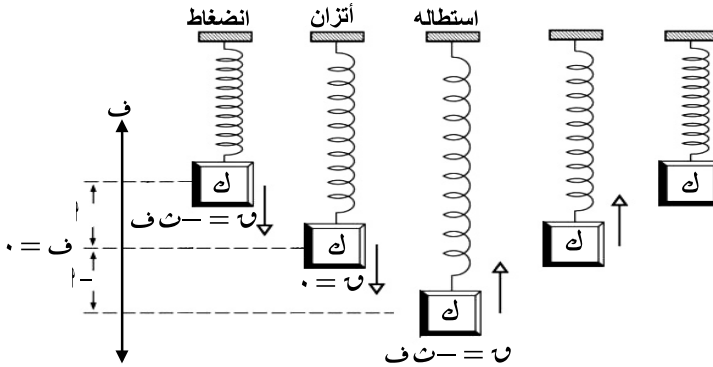 انضغاط
أتزان
استطاله
ف
ك
ك
ك
ك
ك
ق = – ث ف
ف = ٠
ق = ٠
ق = – ث ف